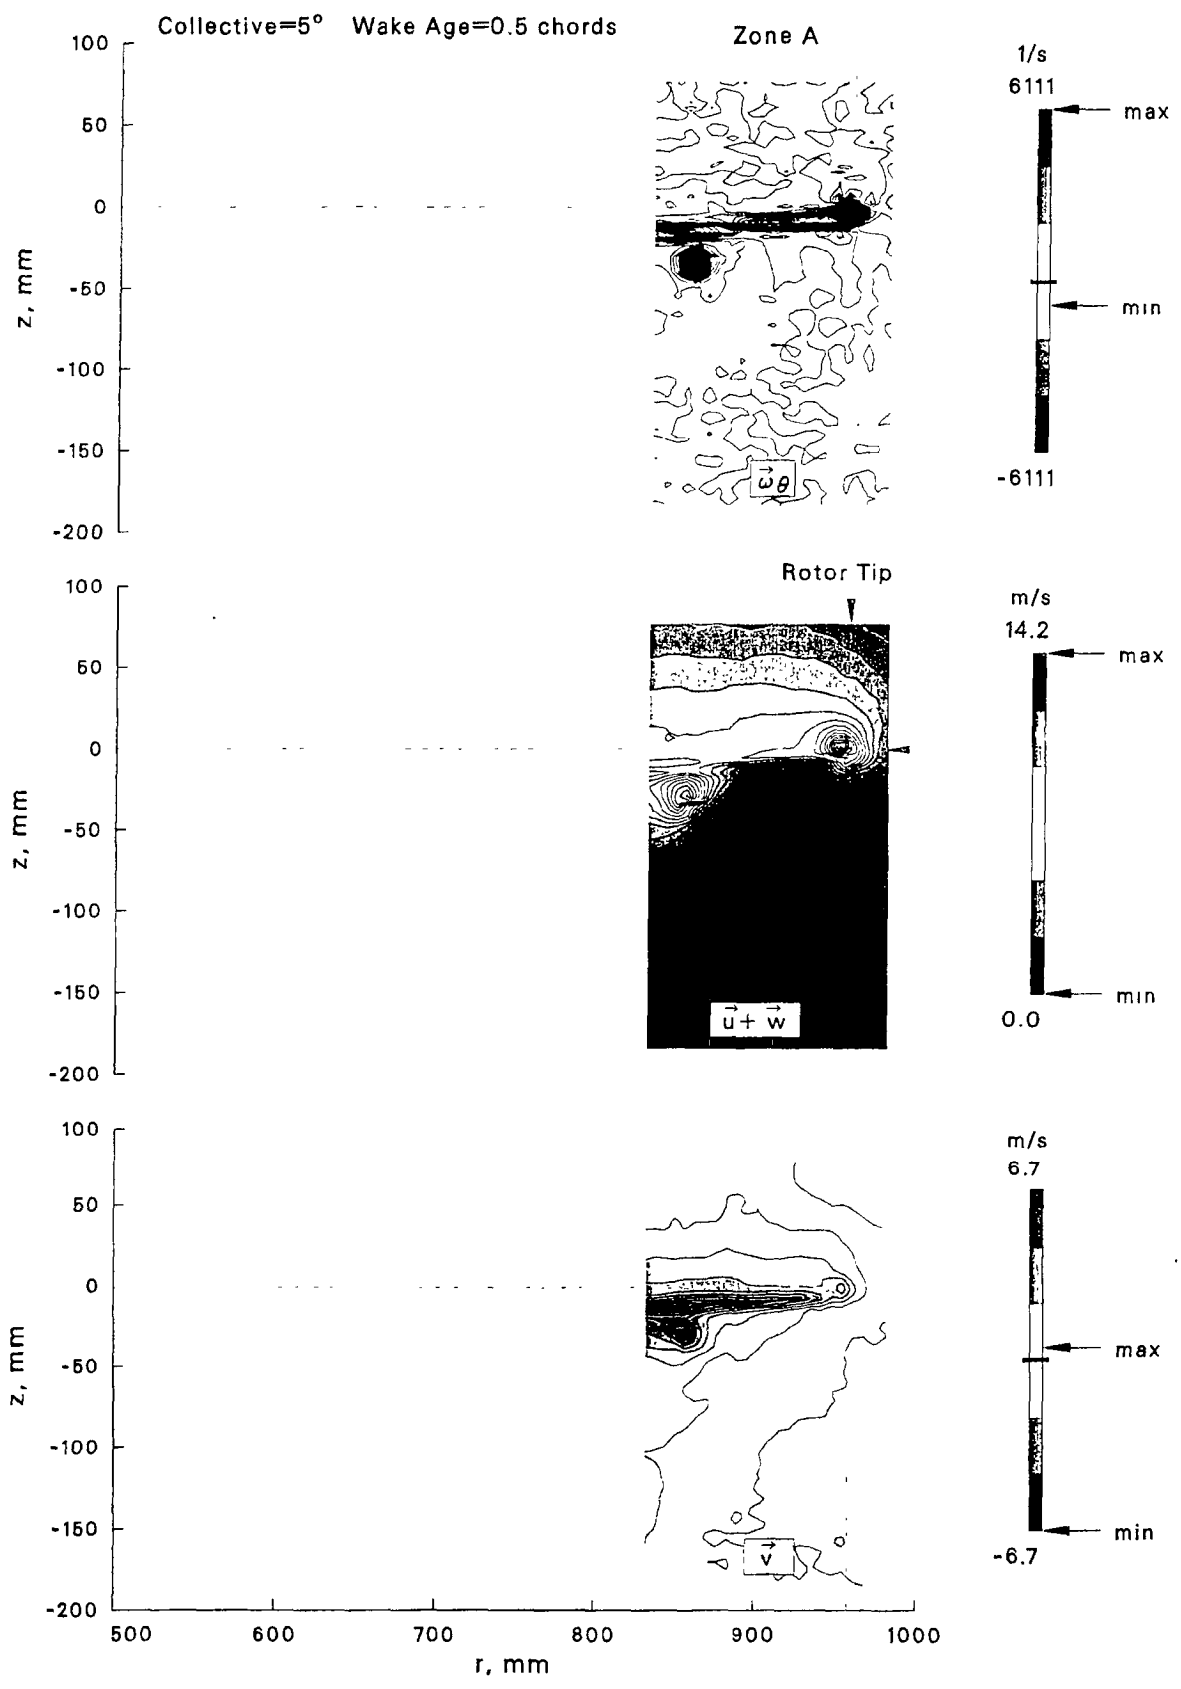 Collective=5° Wake Age=0.5 chords
Zone A
1/s
6111
max
min
-6111
100
50
0
-50
-100
-150
-200
z, mm
ω⃗θ
Rotor Tip
m/s
14.2
max
min
0.0
100
50
0
-50
-100
-150
-200
z, mm
u⃗+ w⃗
m/s
6.7
max
min
-6.7
100
50
0
-50
-100
-150
-200
z, mm
v⃗
500 600 700 800 900 1000
r, mm